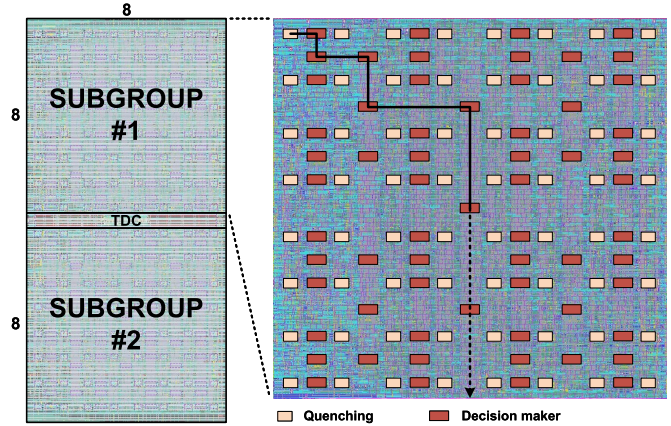 8
8
SUBGROUP
#1
TDC
8
SUBGROUP
#2
Quenching
Decision maker